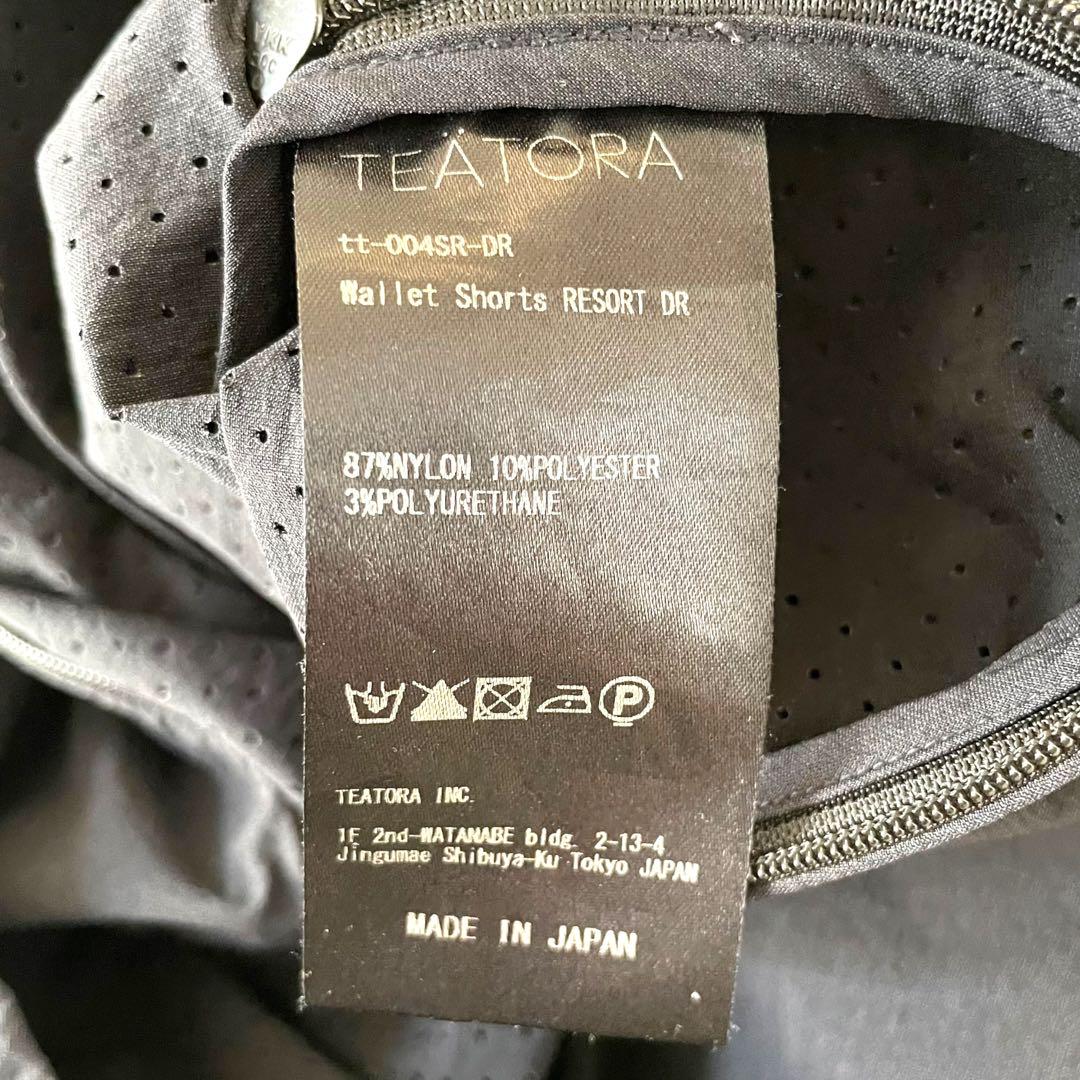 TEATORA
tt-004SR-DR
Wallet Shorts RESORT DR
87%NYLON 10%POLYESTER
3%POLYURETHANE
P
TEATORA INC.
1F 2nd-WATANABE bldg. 2-13-4
Jingumae Shibuya-Ku Tokyo JAPAN
MADE IN JAPAN